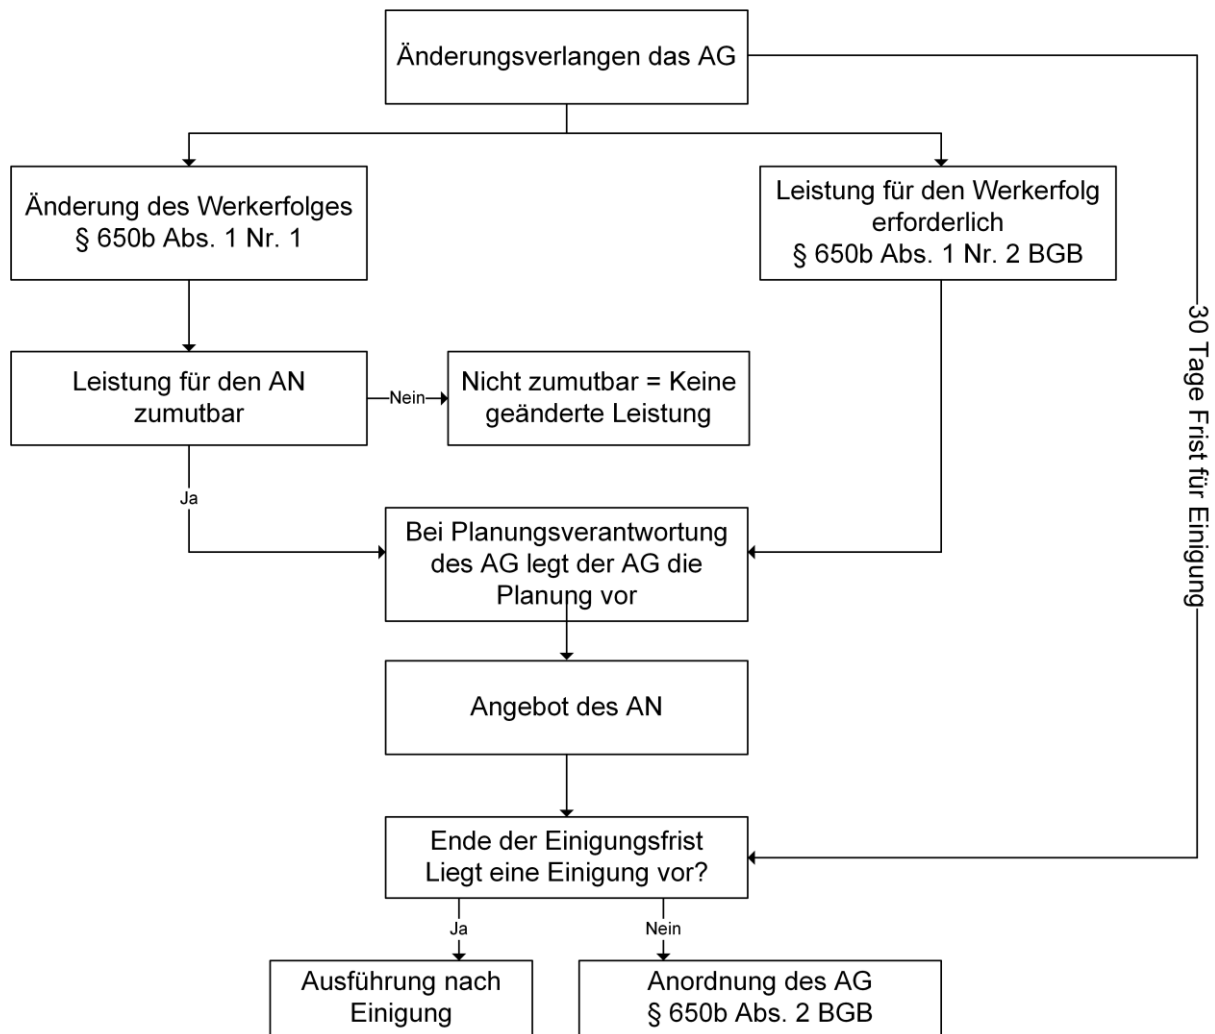 Änderungsverlangen das AG
Änderung des Werkerfolges
§ 650b Abs. 1 Nr. 1
Leistung für den Werkerfolg
erforderlich
§ 650b Abs. 1 Nr. 2 BGB
30 Tage Frist für Einigung
Leistung für den AN
zumutbar
Nein
Nicht zumutbar = Keine
geänderte Leistung
Ja
Bei Planungsverantwortung
des AG legt der AG die
Planung vor
Angebot des AN
Ende der Einigungsfrist
Liegt eine Einigung vor?
Ja
Nein
Ausführung nach
Einigung
Anordnung des AG
§ 650b Abs. 2 BGB